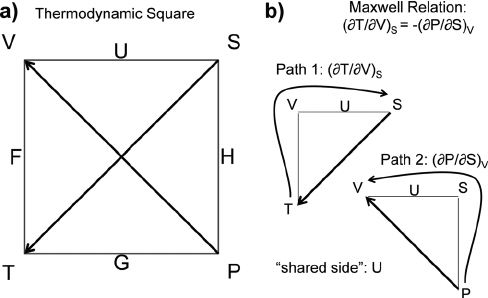 a) Thermodynamic Square
V U S
F H
T G P
b) Maxwell Relation:
(∂T/∂V)S = -(∂P/∂S)V
Path 1: (∂T/∂V)S
V U S
T
Path 2: (∂P/∂S)V
V U S
P
“shared side”: U